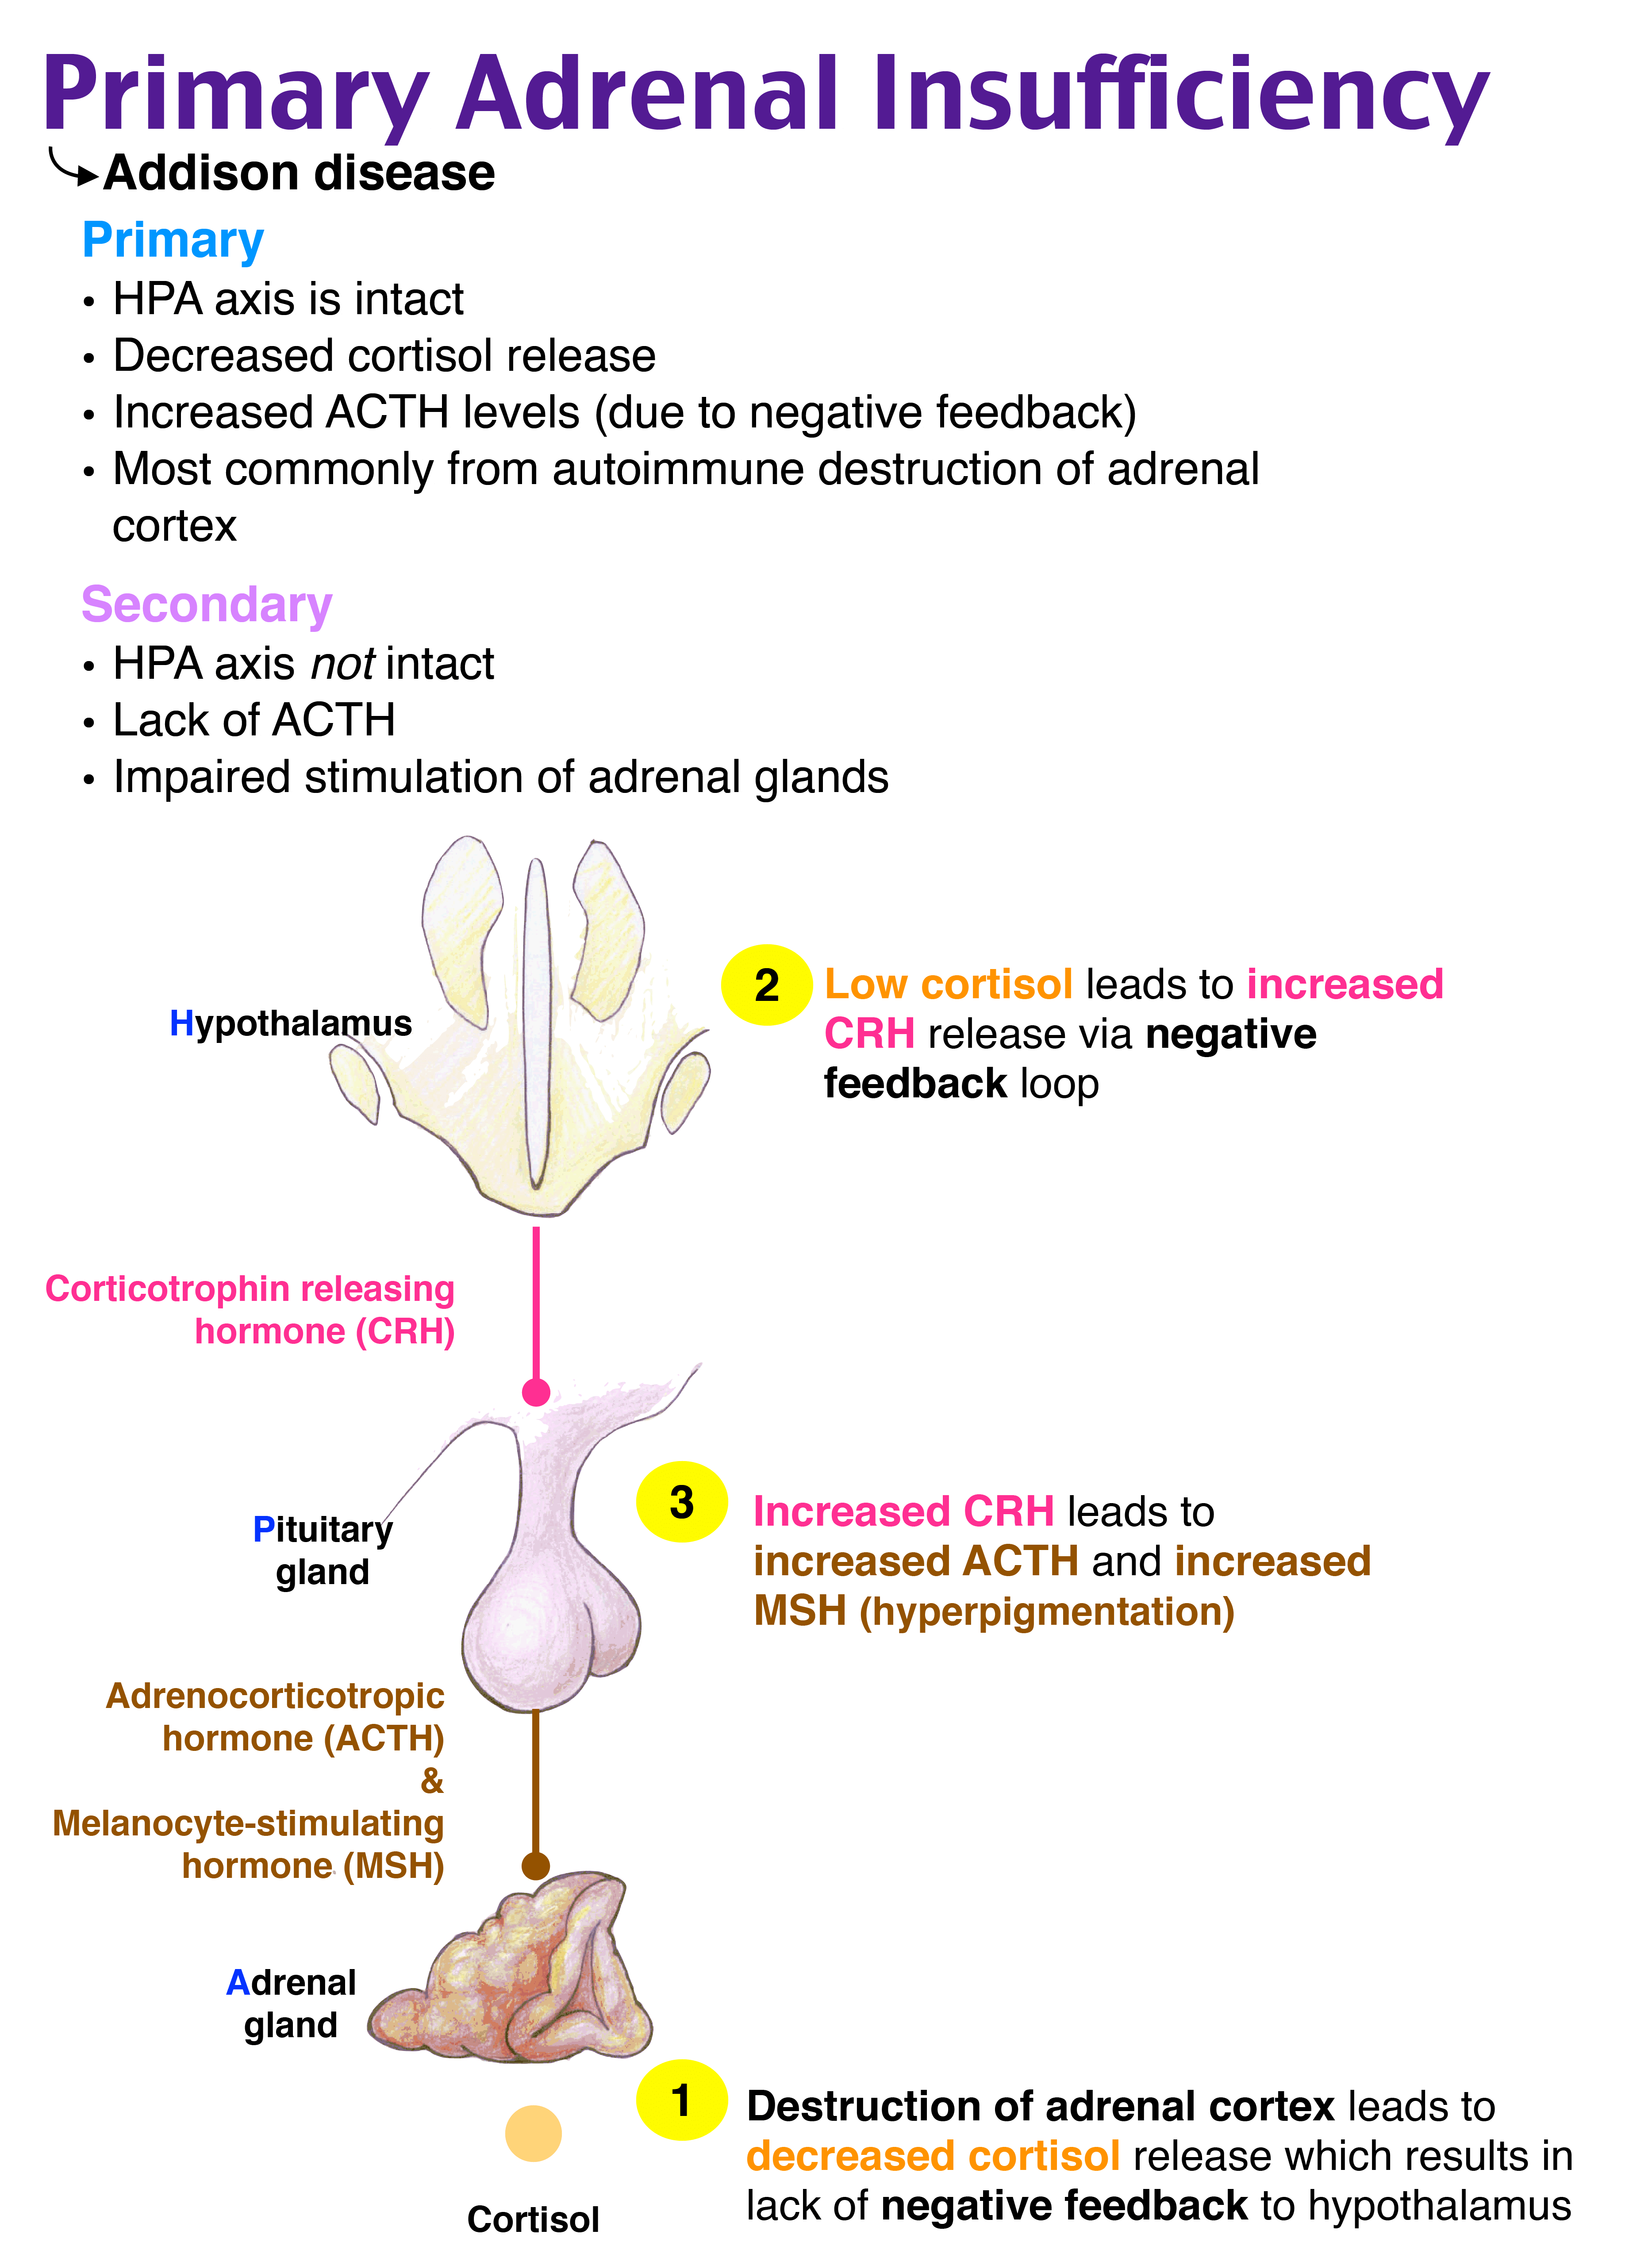 Primary Adrenal Insufficiency
Addison disease
Primary
• HPA axis is intact
• Decreased cortisol release
• Increased ACTH levels (due to negative feedback)
• Most commonly from autoimmune destruction of adrenal
cortex
Secondary
• HPA axis not intact
• Lack of ACTH
• Impaired stimulation of adrenal glands
Hypothalamus
2
Low cortisol leads to increased
CRH release via negative
feedback loop
Corticotrophin releasing
hormone (CRH)
Pituitary
gland
3
Increased CRH leads to
increased ACTH and increased
MSH (hyperpigmentation)
Adrenocorticotropic
hormone (ACTH)
&
Melanocyte-stimulating
hormone (MSH)
Adrenal
gland
1
Destruction of adrenal cortex leads to
decreased cortisol release which results in
lack of negative feedback to hypothalamus
Cortisol